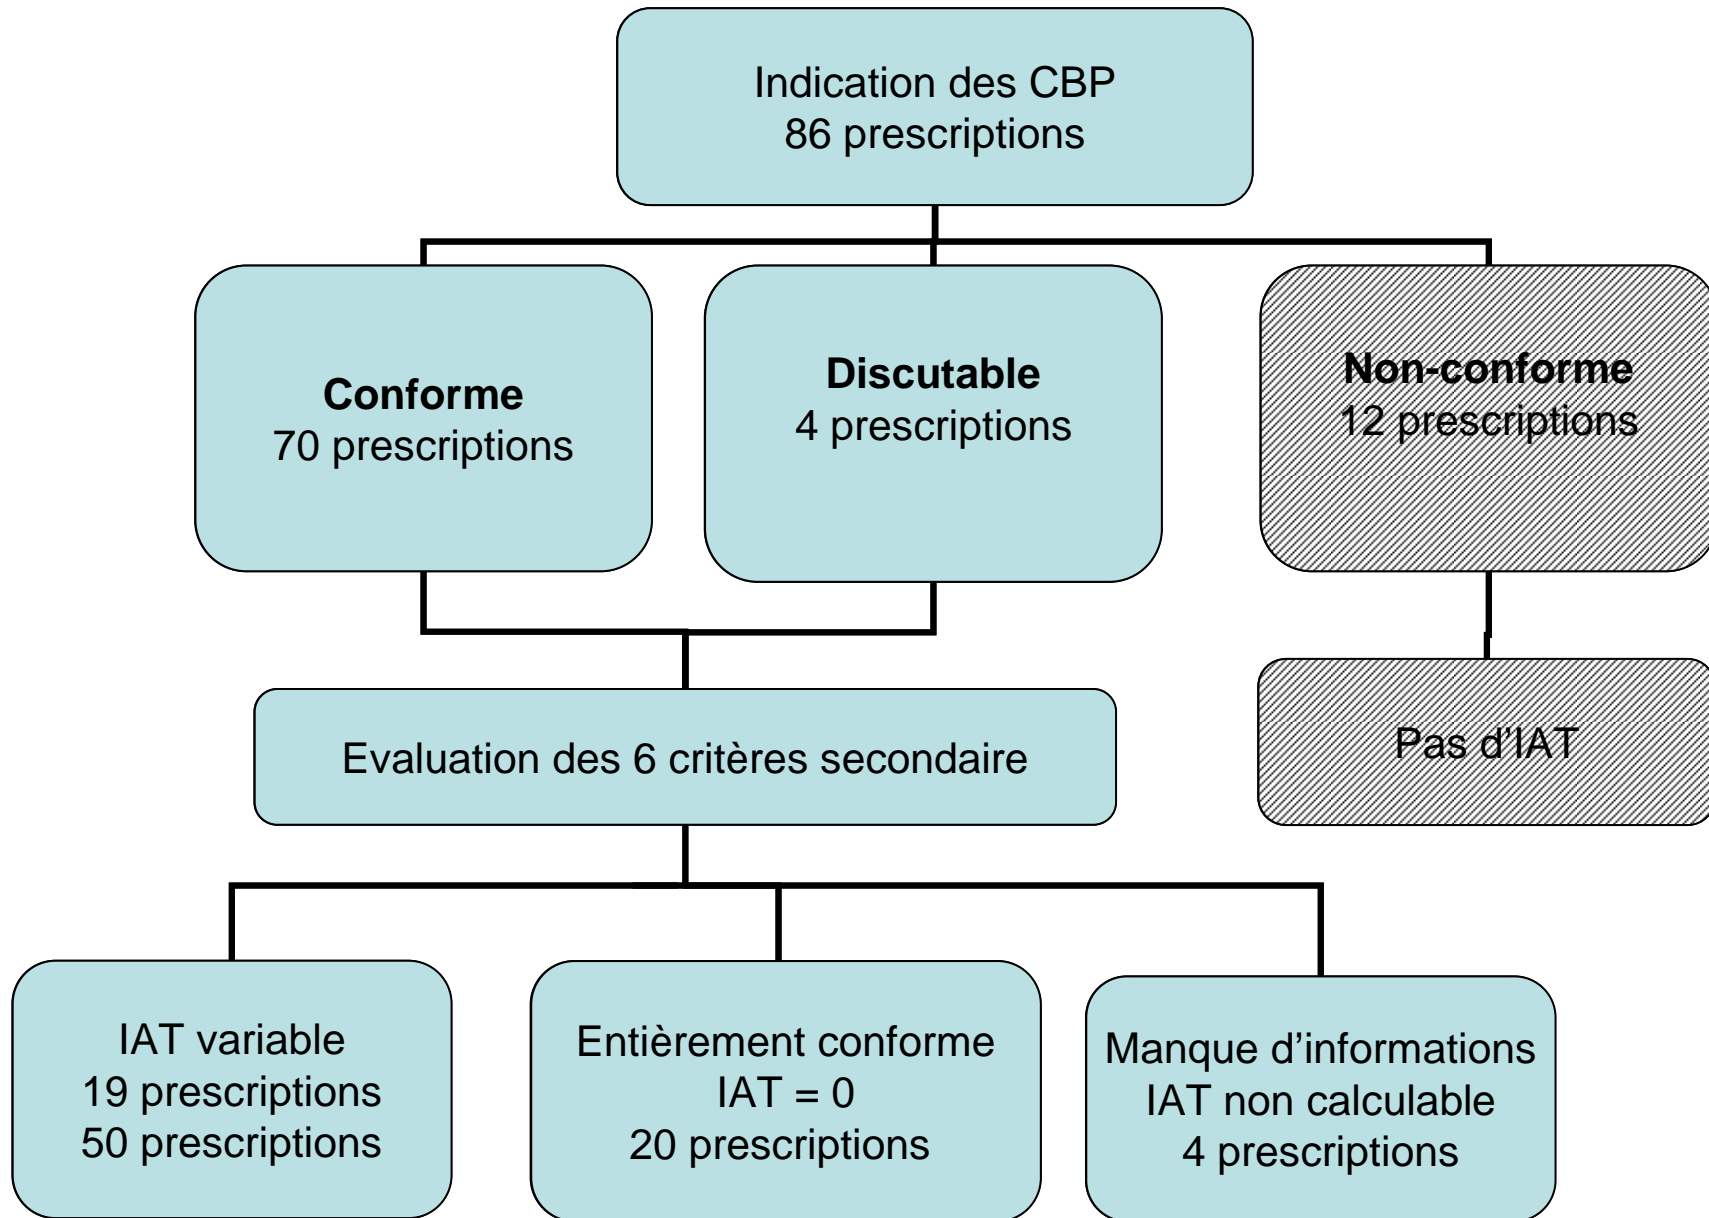 Indication des CBP
86 prescriptions
Conforme
70 prescriptions
Discutable
4 prescriptions
Non-conforme
12 prescriptions
Evaluation des 6 critères secondaire
Pas d’IAT
IAT variable
19 prescriptions
50 prescriptions
Entièrement conforme
IAT = 0
20 prescriptions
Manque d’informations
IAT non calculable
4 prescriptions